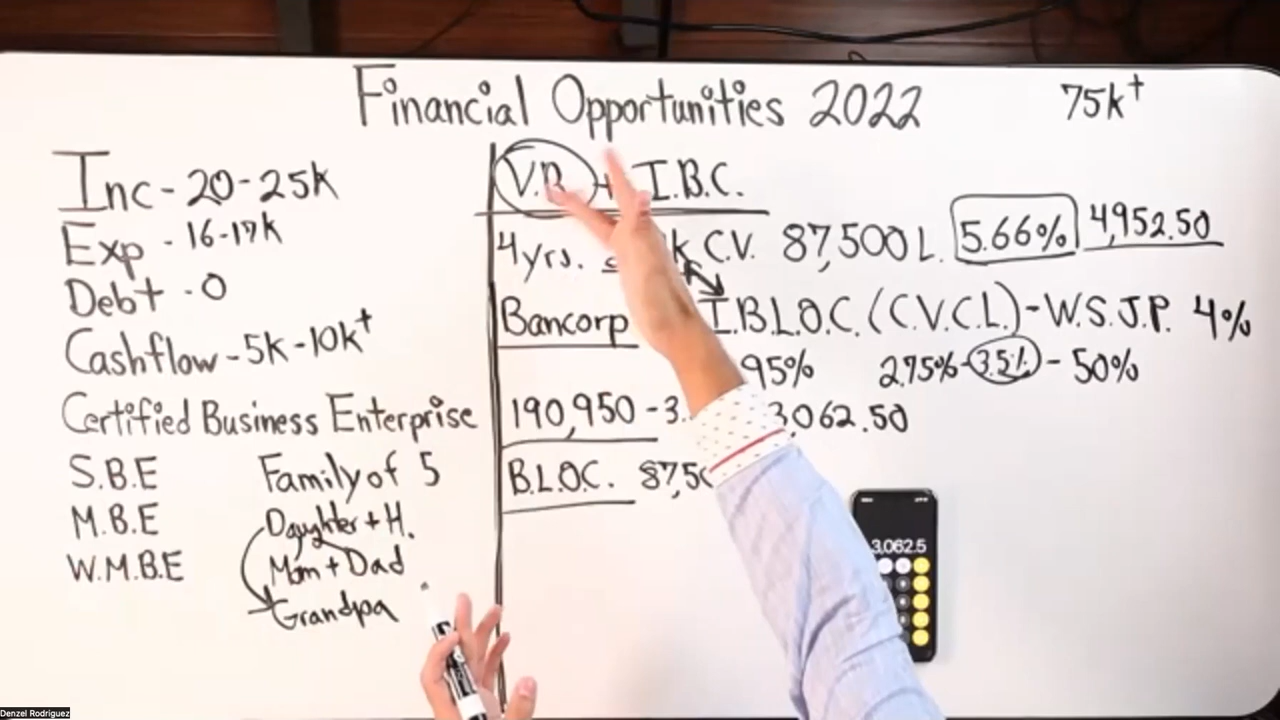 Financial Opportunities 2022
75k+
Inc - 20-25k
Exp - 16-17k
Debt - 0
Cashflow - 5k-10k+
Certified Business Enterprise
S.B.E
M.B.E
W.M.B.E
Family of 5
Daughter + H.
Mom + Dad
Grandpa
+ I.B.C.
4yrs. k C.V. 87,500 L. 5.66% 4,952.50
Bancorp I.B.L.O.C. (C.V.C.L.) - W.S.J.P. 4%
95% 2.75% - 3.5% - 50%
190,950 - 3. 3,062.50
B.L.O.C.
3,062.5
Denzel Rodriguez